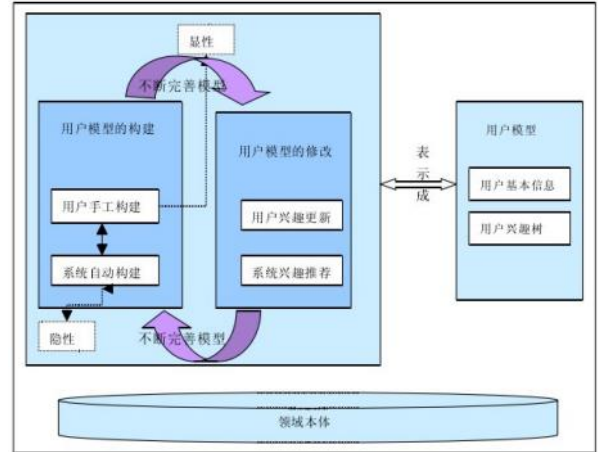 显性
不断完善模型
用户模型的构建
用户手工构建
系统自动构建
隐性
用户模型的修改
用户兴趣更新
系统兴趣推荐
不断完善模型
表示成
用户模型
用户基本信息
用户兴趣树
领域本体